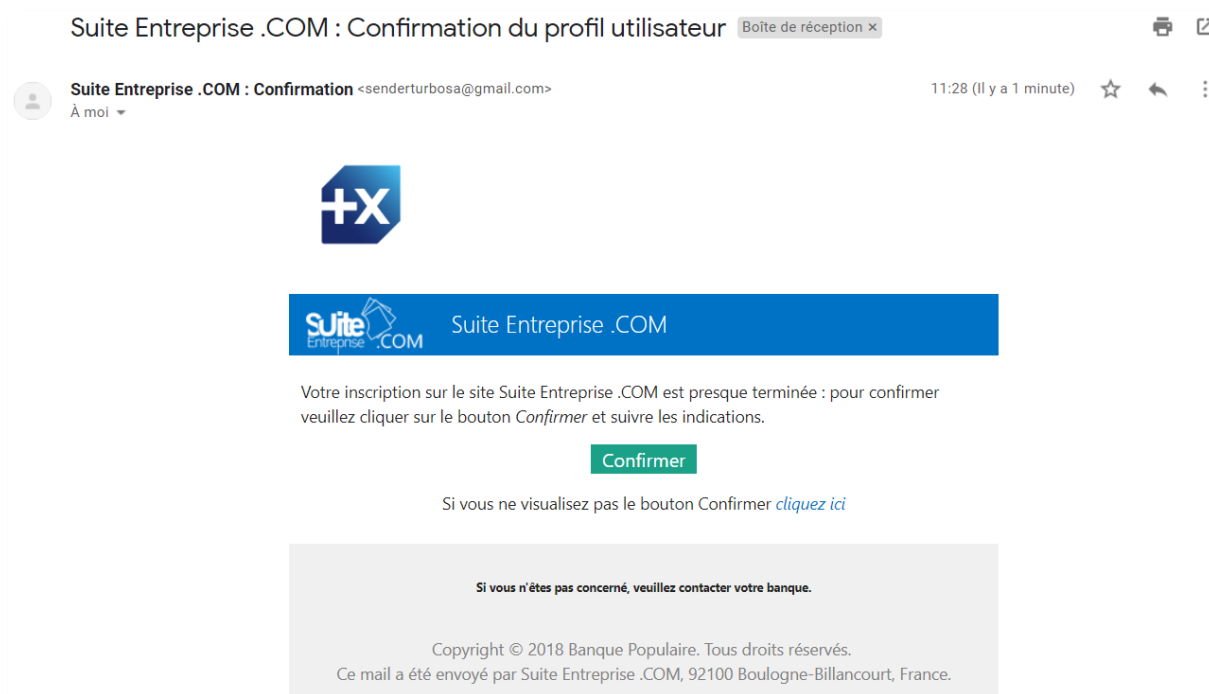 Suite Entreprise .COM : Confirmation du profil utilisateur Boîte de réception ×
Suite Entreprise .COM : Confirmation <senderturbosa@gmail.com> 11:28 (Il y a 1 minute)
À moi
+X
Suite Entreprise .COM Suite Entreprise .COM
Votre inscription sur le site Suite Entreprise .COM est presque terminée : pour confirmer
veuillez cliquer sur le bouton Confirmer et suivre les indications.
Confirmer
Si vous ne visualisez pas le bouton Confirmer cliquez ici
Si vous n'êtes pas concerné, veuillez contacter votre banque.
Copyright © 2018 Banque Populaire. Tous droits réservés.
Ce mail a été envoyé par Suite Entreprise .COM, 92100 Boulogne-Billancourt, France.